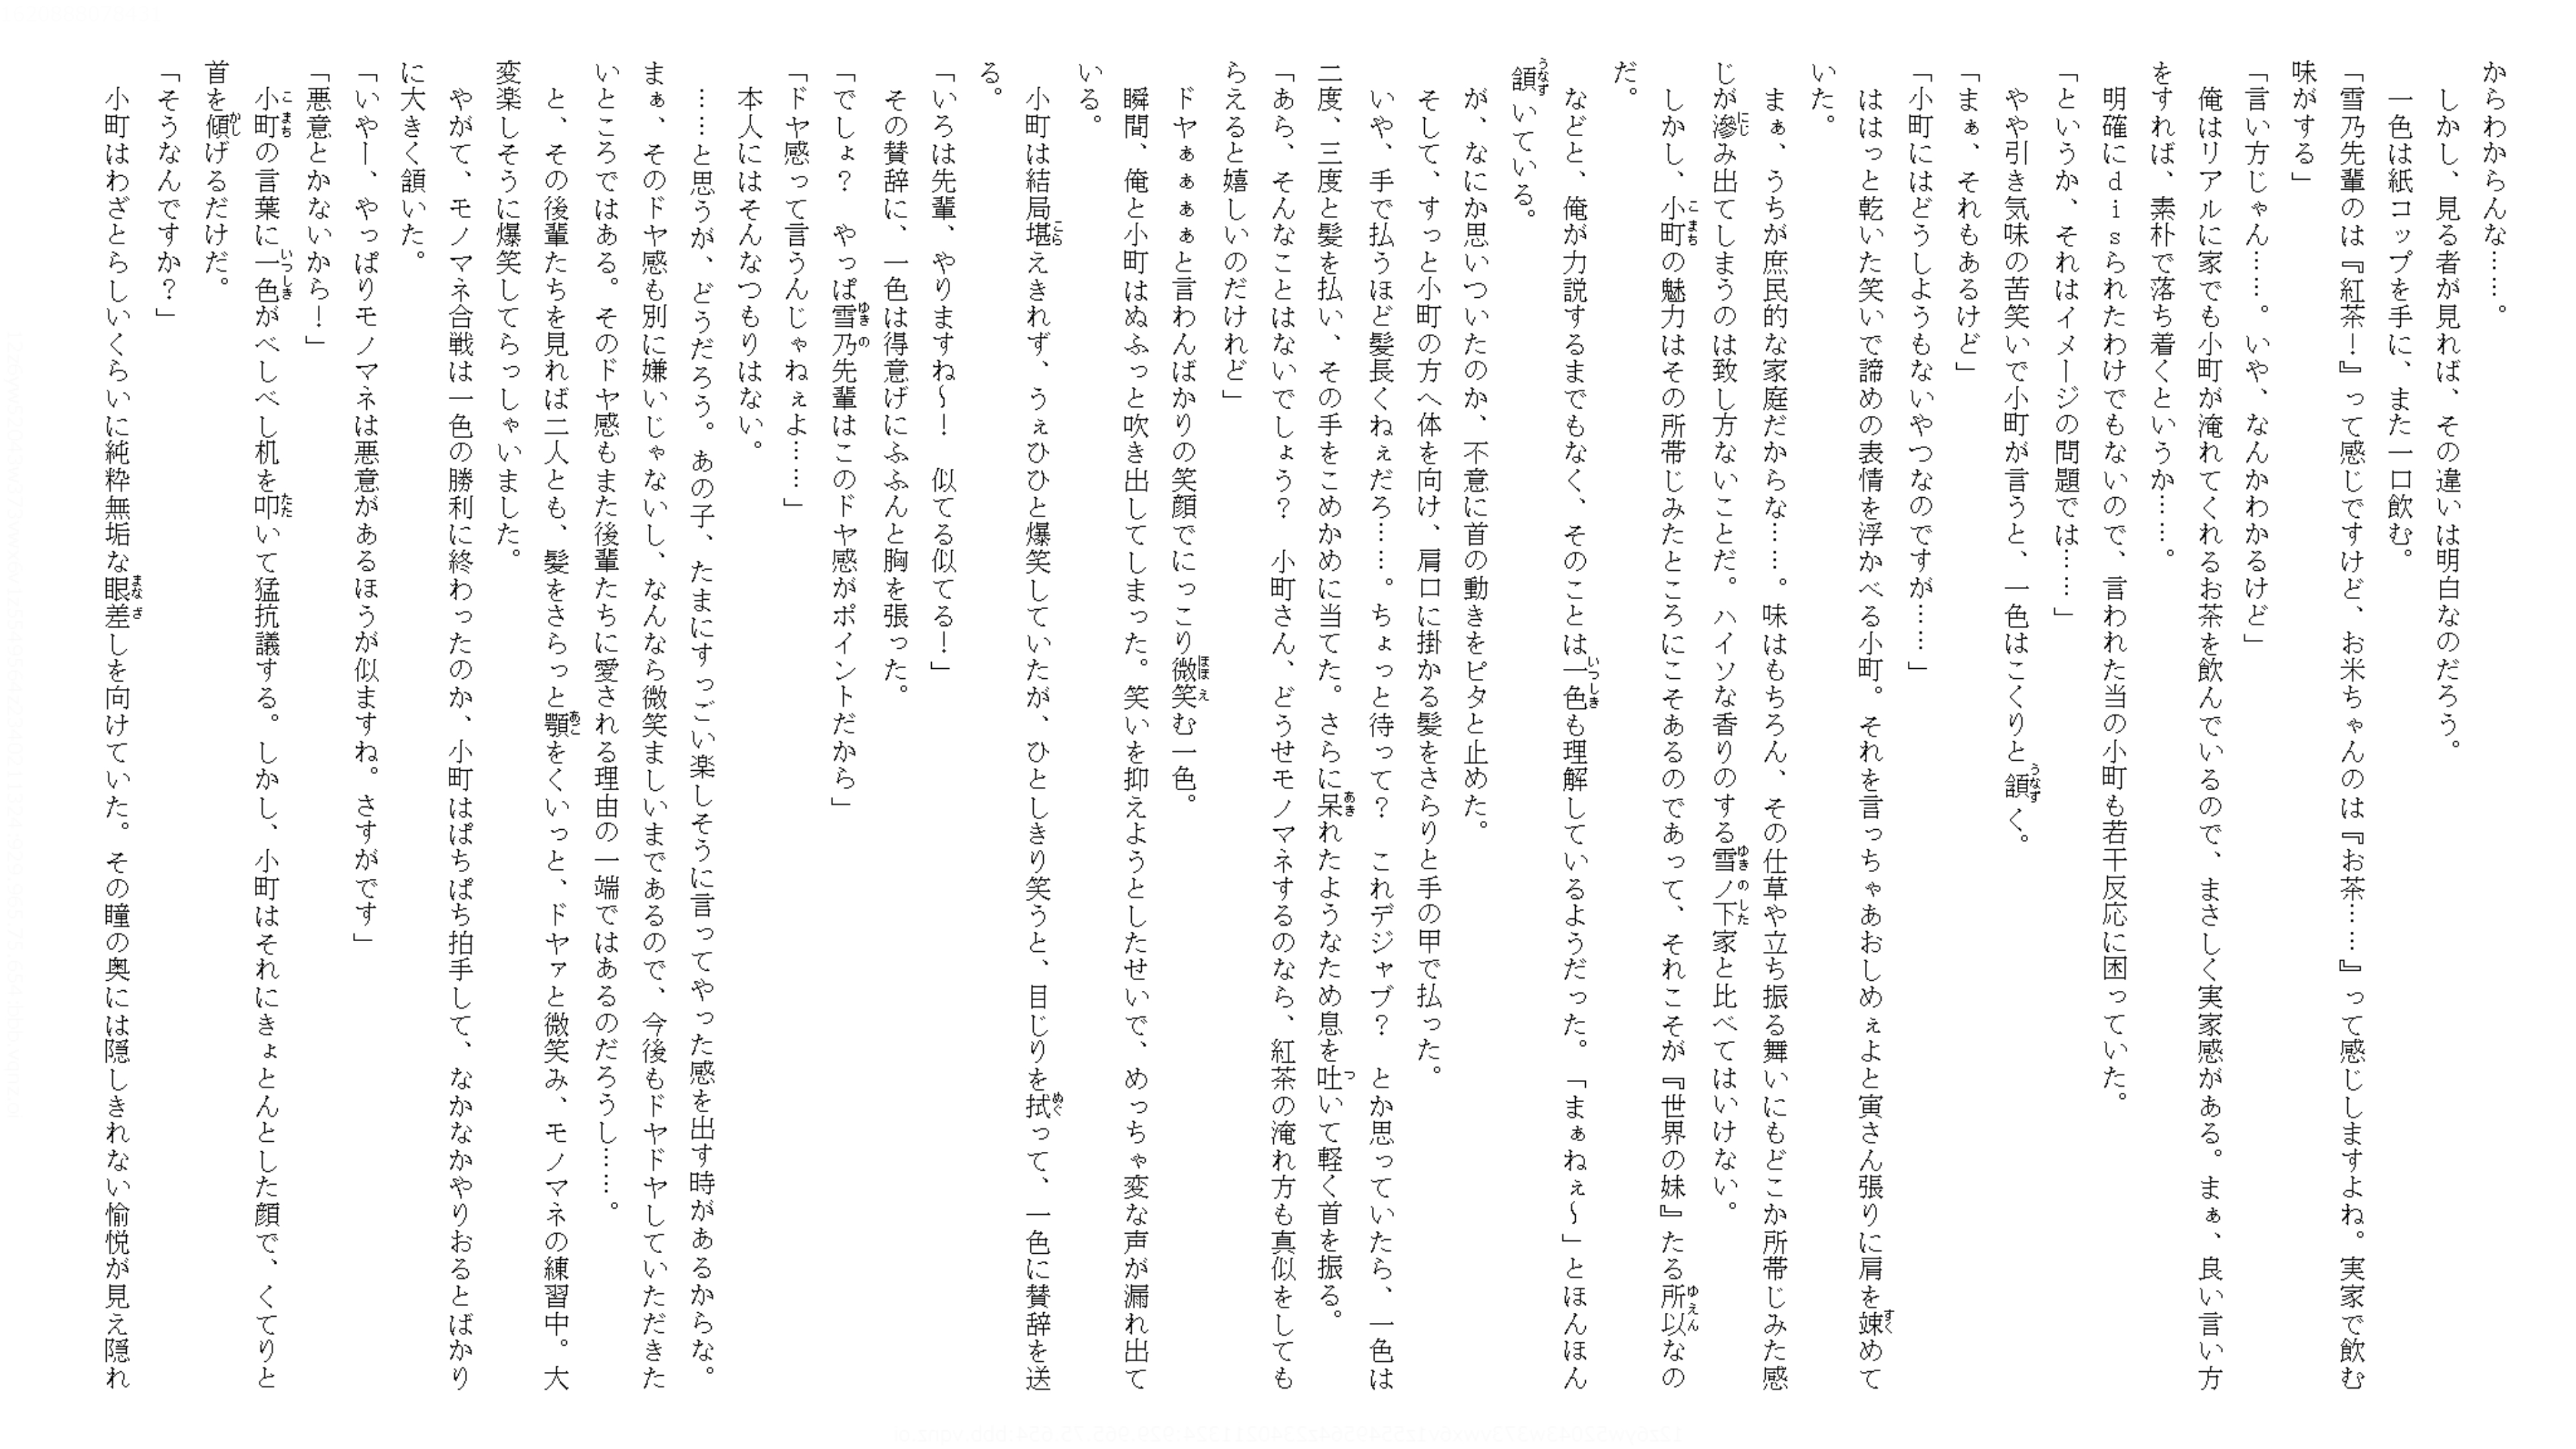 からわからんな……。
　しかし、見る者が見れば、その違いは明白なのだろう。
　一色は紙コップを手に、また一口飲む。
「雪乃先輩のは『紅茶！』って感じですけど、お米ちゃんのは『お茶……』って感じしますよね。実家で飲む
味がする」
「言い方じゃん……。いや、なんかわかるけど」
　俺はリアルに家でも小町が淹れてくれるお茶を飲んでいるので、まさしく実家感がある。まぁ、良い言い方
をすれば、素朴で落ち着くというか……。
　明確にｄｉｓられたわけでもないので、言われた当の小町も若干反応に困っていた。
「というか、それはイメージの問題では……」
　やや引き気味の苦笑いで小町が言うと、一色はこくりと頷く。
「まぁ、それもあるけど」
「小町にはどうしようもないやつなのですが……」
　ははっと乾いた笑いで諦めの表情を浮かべる小町。それを言っちゃあおしめぇよと寅さん張りに肩を竦めて
いた。
　まぁ、うちが庶民的な家庭だからな……。味はもちろん、その仕草や立ち振る舞いにもどこか所帯じみた感
じが滲み出てしまうのは致し方ないことだ。ハイソな香りのする雪ノ下家と比べてはいけない。
　しかし、小町の魅力はその所帯じみたところにこそあるのであって、それこそが『世界の妹』たる所以なの
だ。
　などと、俺が力説するまでもなく、そのことは一色も理解しているようだった。「まぁねぇ〜」とほんほん
頷いている。
　が、なにか思いついたのか、不意に首の動きをピタと止めた。
　そして、すっと小町の方へ体を向け、肩口に掛かる髪をさらりと手の甲で払った。
　いや、手で払うほど髪長くねぇだろ……。ちょっと待って？　これデジャブ？　とか思っていたら、一色は
二度、三度と髪を払い、その手をこめかめに当てた。さらに呆れたようなため息を吐いて軽く首を振る。
「あら、そんなことはないでしょう？　小町さん、どうせモノマネするのなら、紅茶の淹れ方も真似をしても
らえると嬉しいのだけれど」
　ドヤぁぁぁぁと言わんばかりの笑顔でにっこり微笑む一色。
　瞬間、俺と小町はぬふっと吹き出してしまった。笑いを抑えようとしたせいで、めっちゃ変な声が漏れ出て
いる。
　小町は結局堪えきれず、うぇひひと爆笑していたが、ひとしきり笑うと、目じりを拭って、一色に賛辞を送
る。
「いろは先輩、やりますね〜！　似てる似てる！」
　その賛辞に、一色は得意げにふふんと胸を張った。
「でしょ？　やっぱ雪乃先輩はこのドヤ感がポイントだから」
「ドヤ感って言うんじゃねぇよ……」
　本人にはそんなつもりはない。
　……と思うが、どうだろう。あの子、たまにすっごい楽しそうに言ってやった感を出す時があるからな。
まぁ、そのドヤ感も別に嫌いじゃないし、なんなら微笑ましいまであるので、今後もドヤドヤしていただきた
いところではある。そのドヤ感もまた後輩たちに愛される理由の一端ではあるのだろうし……。
　と、その後輩たちを見れば二人とも、髪をさらっと顎をくいっと、ドヤァと微笑み、モノマネの練習中。大
変楽しそうに爆笑してらっしゃいました。
　やがて、モノマネ合戦は一色の勝利に終わったのか、小町はぱちぱち拍手して、なかなかやりおるとばかり
に大きく頷いた。
「いやー、やっぱりモノマネは悪意があるほうが似ますね。さすがです」
「悪意とかないから！」
　小町の言葉に一色がべしべし机を叩いて猛抗議する。しかし、小町はそれにきょとんとした顔で、くてりと
首を傾げるだけだ。
「そうなんですか？」
　小町はわざとらしいくらいに純粋無垢な眼差しを向けていた。その瞳の奥には隠しきれない愉悦が見え隠れ